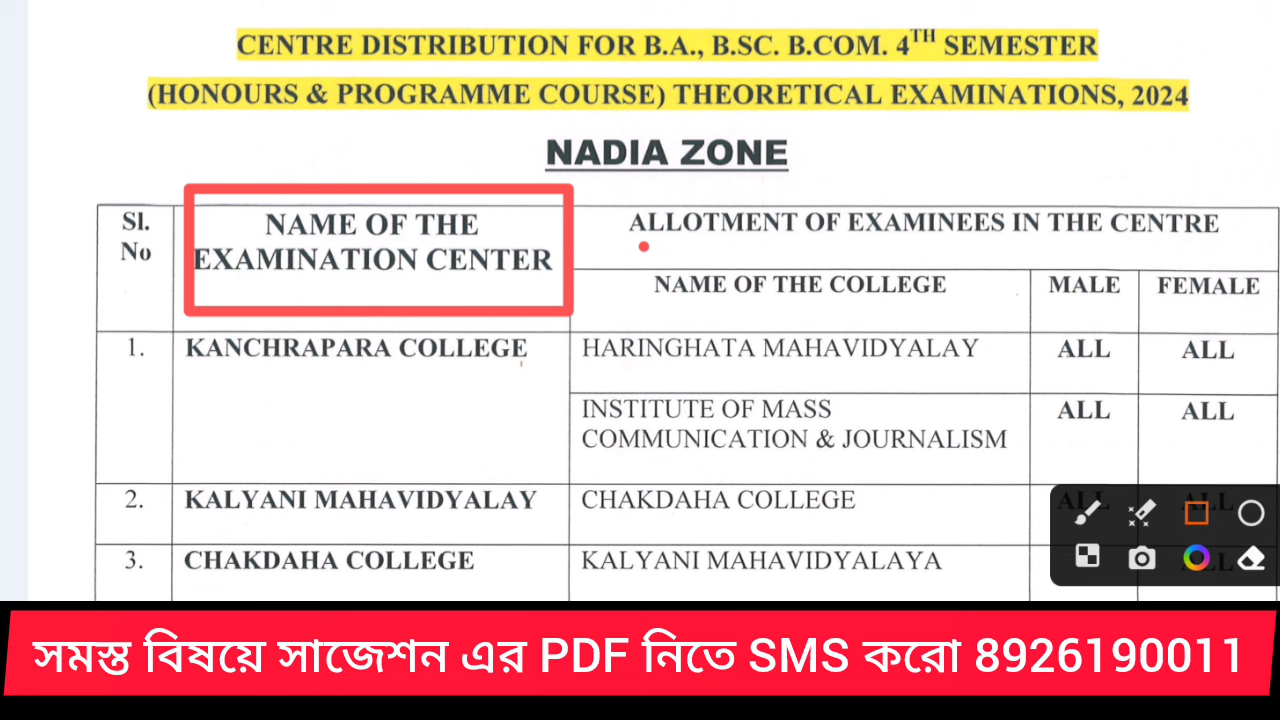 CENTRE DISTRIBUTION FOR B.A., B.SC. B.COM. 4TH SEMESTER
(HONOURS & PROGRAMME COURSE) THEORETICAL EXAMINATIONS, 2024
NADIA ZONE
Sl. No
NAME OF THE
EXAMINATION CENTER
ALLOTMENT OF EXAMINEES IN THE CENTRE
NAME OF THE COLLEGE MALE FEMALE
1. KANCHRAPARA COLLEGE HARINGHATA MAHAVIDYALAY ALL ALL
INSTITUTE OF MASS
COMMUNICATION & JOURNALISM ALL ALL
2. KALYANI MAHAVIDYALAY CHAKDAHA COLLEGE ALL ALL
3. CHAKDAHA COLLEGE KALYANI MAHAVIDYALAYA ALL
সমস্ত বিষয়ে সাজেশন এর PDF নিতে SMS করো 8926190011